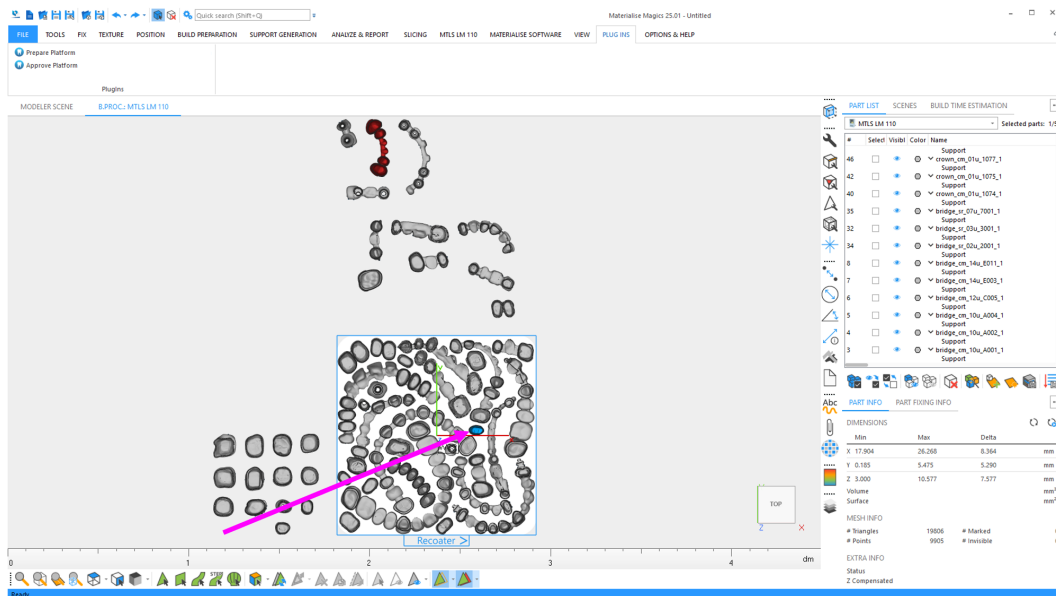 Quick search (Shift+Q)
Materialise Magics 25.01 - Untitled
FILE TOOLS FIX TEXTURE POSITION BUILD PREPARATION SUPPORT GENERATION ANALYZE & REPORT SLICING MTLS LM 110 MATERIALISE SOFTWARE VIEW PLUG INS OPTIONS & HELP
Prepare Platform
Approve Platform
PlugIns
MODELER SCENE B.PROC.: MTLS LM 110
PART LIST SCENES BUILD TIME ESTIMATION
MTLS LM 110 Selected parts: 1/5
# Select Visibl Color Name
Support
46 crown_cm_01u_1077_1
Support
42 crown_cm_01u_1075_1
Support
40 crown_cm_01u_1074_1
Support
35 bridge_sr_07u_7001_1
Support
32 bridge_sr_03u_3001_1
Support
34 bridge_sr_02u_2001_1
Support
8 bridge_cm_14u_E011_1
Support
7 bridge_cm_14u_E003_1
Support
6 bridge_cm_12u_C005_1
Support
5 bridge_cm_10u_A004_1
Support
4 bridge_cm_10u_A002_1
Support
3 bridge_cm_10u_A001_1
Support
Abc
PART INFO PART FIXING INFO
DIMENSIONS
Min Max Delta
X 17.904 26.268 8.364 mm
Y 0.185 5.475 5.290 mm
Z 3.000 10.577 7.577 mm
Volume mm³
Surface mm²
MESH INFO
# Triangles 19806 # Marked
# Points 9905 # Invisible
EXTRA INFO
Status
Z Compensated
TOP
Z X
Recoater >
0 1 2 3 4 dm
STEP
Ready